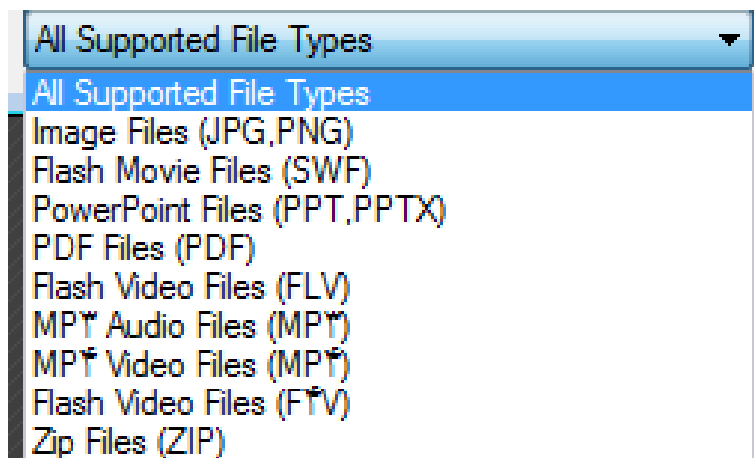 All Supported File Types
All Supported File Types
Image Files (JPG,PNG)
Flash Movie Files (SWF)
PowerPoint Files (PPT,PPTX)
PDF Files (PDF)
Flash Video Files (FLV)
MP۳ Audio Files (MP۳)
MP۴ Video Files (MP۴)
Flash Video Files (F۴V)
Zip Files (ZIP)